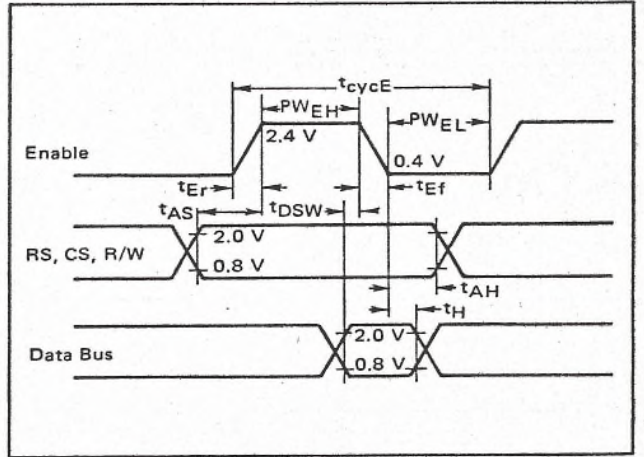 tcycE
PWEH
PWEL
Enable
2.4 V
0.4 V
tEr
tEf
tAS
tDSW
RS, CS, R/W
2.0 V
0.8 V
tAH
tH
Data Bus
2.0 V
0.8 V